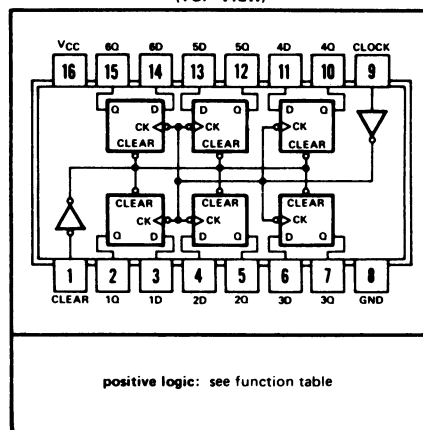 (TOP VIEW)
VCC 6Q 6D 5D 5Q 4D 4Q CLOCK
16 15 14 13 12 11 10 9
Q D D Q D Q
CK CK CK
CLEAR CLEAR CLEAR
CLEAR CLEAR CLEAR
CK CK CK
Q D D Q D Q
1 2 3 4 5 6 7 8
CLEAR 1Q 1D 2D 2Q 3D 3Q GND
positive logic: see function table